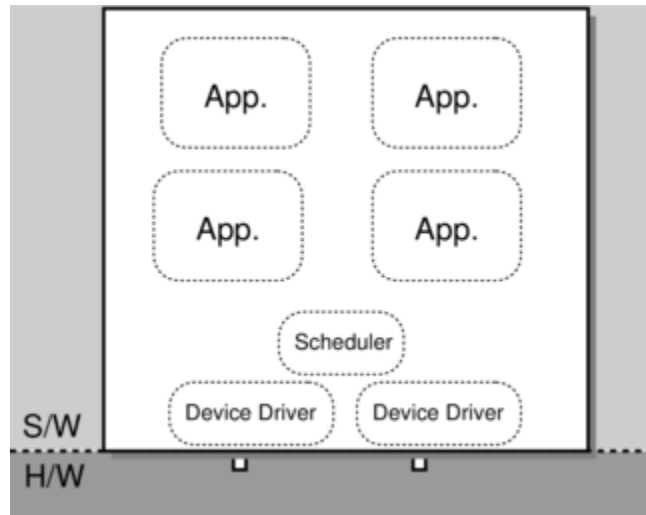 App.
App.
App.
App.
Scheduler
Device Driver
Device Driver
S/W
H/W